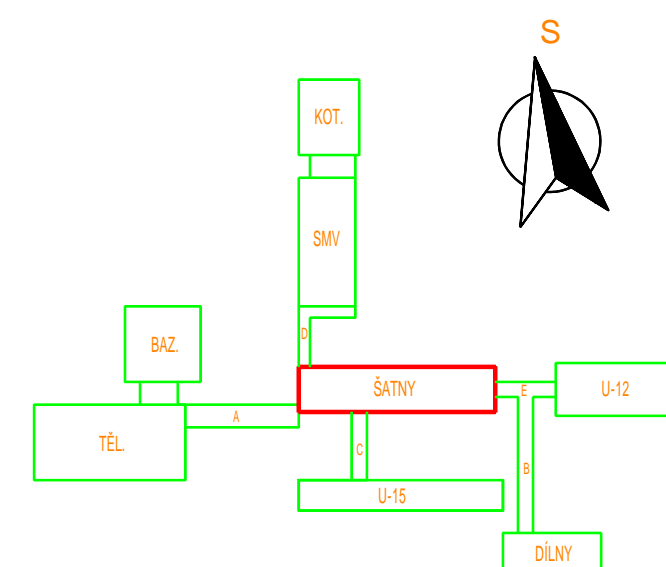 S
KOT.
SMV
BAZ.
D
ŠATNY
E
U-12
TĚL.
A
C
B
U-15
DÍLNY